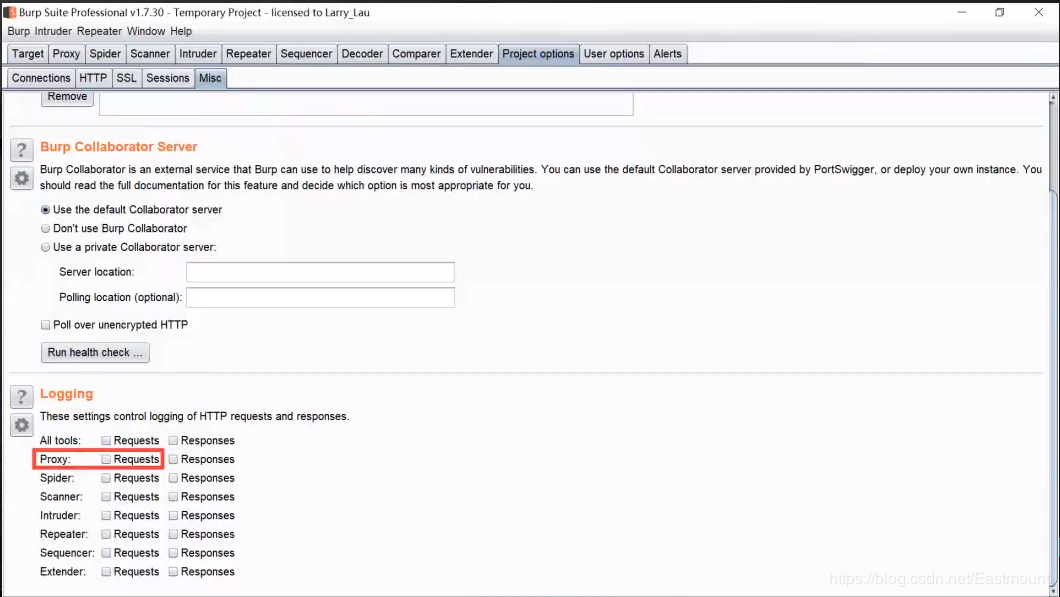 Burp Suite Professional v1.7.30 - Temporary Project - licensed to Larry_Lau
Burp Intruder Repeater Window Help
Target Proxy Spider Scanner Intruder Repeater Sequencer Decoder Comparer Extender Project options User options Alerts
Connections HTTP SSL Sessions Misc
Remove
? Burp Collaborator Server
Burp Collaborator is an external service that Burp can use to help discover many kinds of vulnerabilities. You can use the default Collaborator server provided by PortSwigger, or deploy your own instance. You
should read the full documentation for this feature and decide which option is most appropriate for you.
Use the default Collaborator server
Don't use Burp Collaborator
Use a private Collaborator server:
Server location:
Polling location (optional):
Poll over unencrypted HTTP
Run health check ...
? Logging
These settings control logging of HTTP requests and responses.
All tools: Requests Responses
Proxy: Requests Responses
Spider: Requests Responses
Scanner: Requests Responses
Intruder: Requests Responses
Repeater: Requests Responses
Sequencer: Requests Responses
Extender: Requests Responses
https://blog.csdn.net/Eastmount